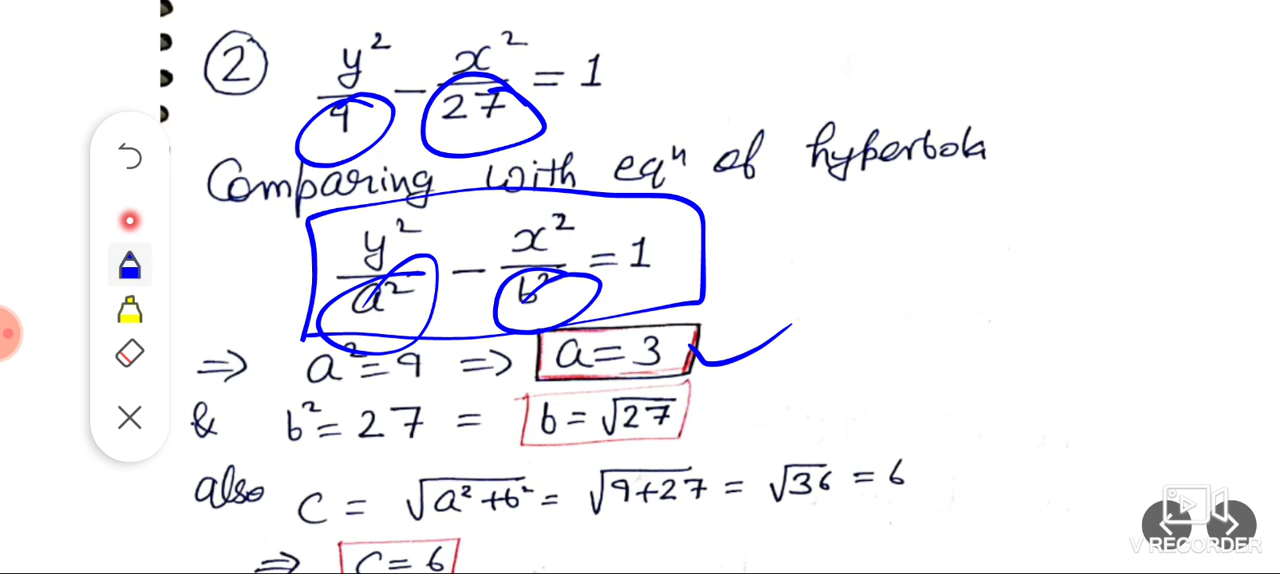 ② y²/9 - x²/27 = 1
Comparing with eqⁿ of hyperbola
y²/a² - x²/b² = 1
=> a² = 9 => a = 3
& b² = 27 = b = √27
also c = √a²+b² = √9+27 = √36 = 6
=> c = 6
V RECORDER